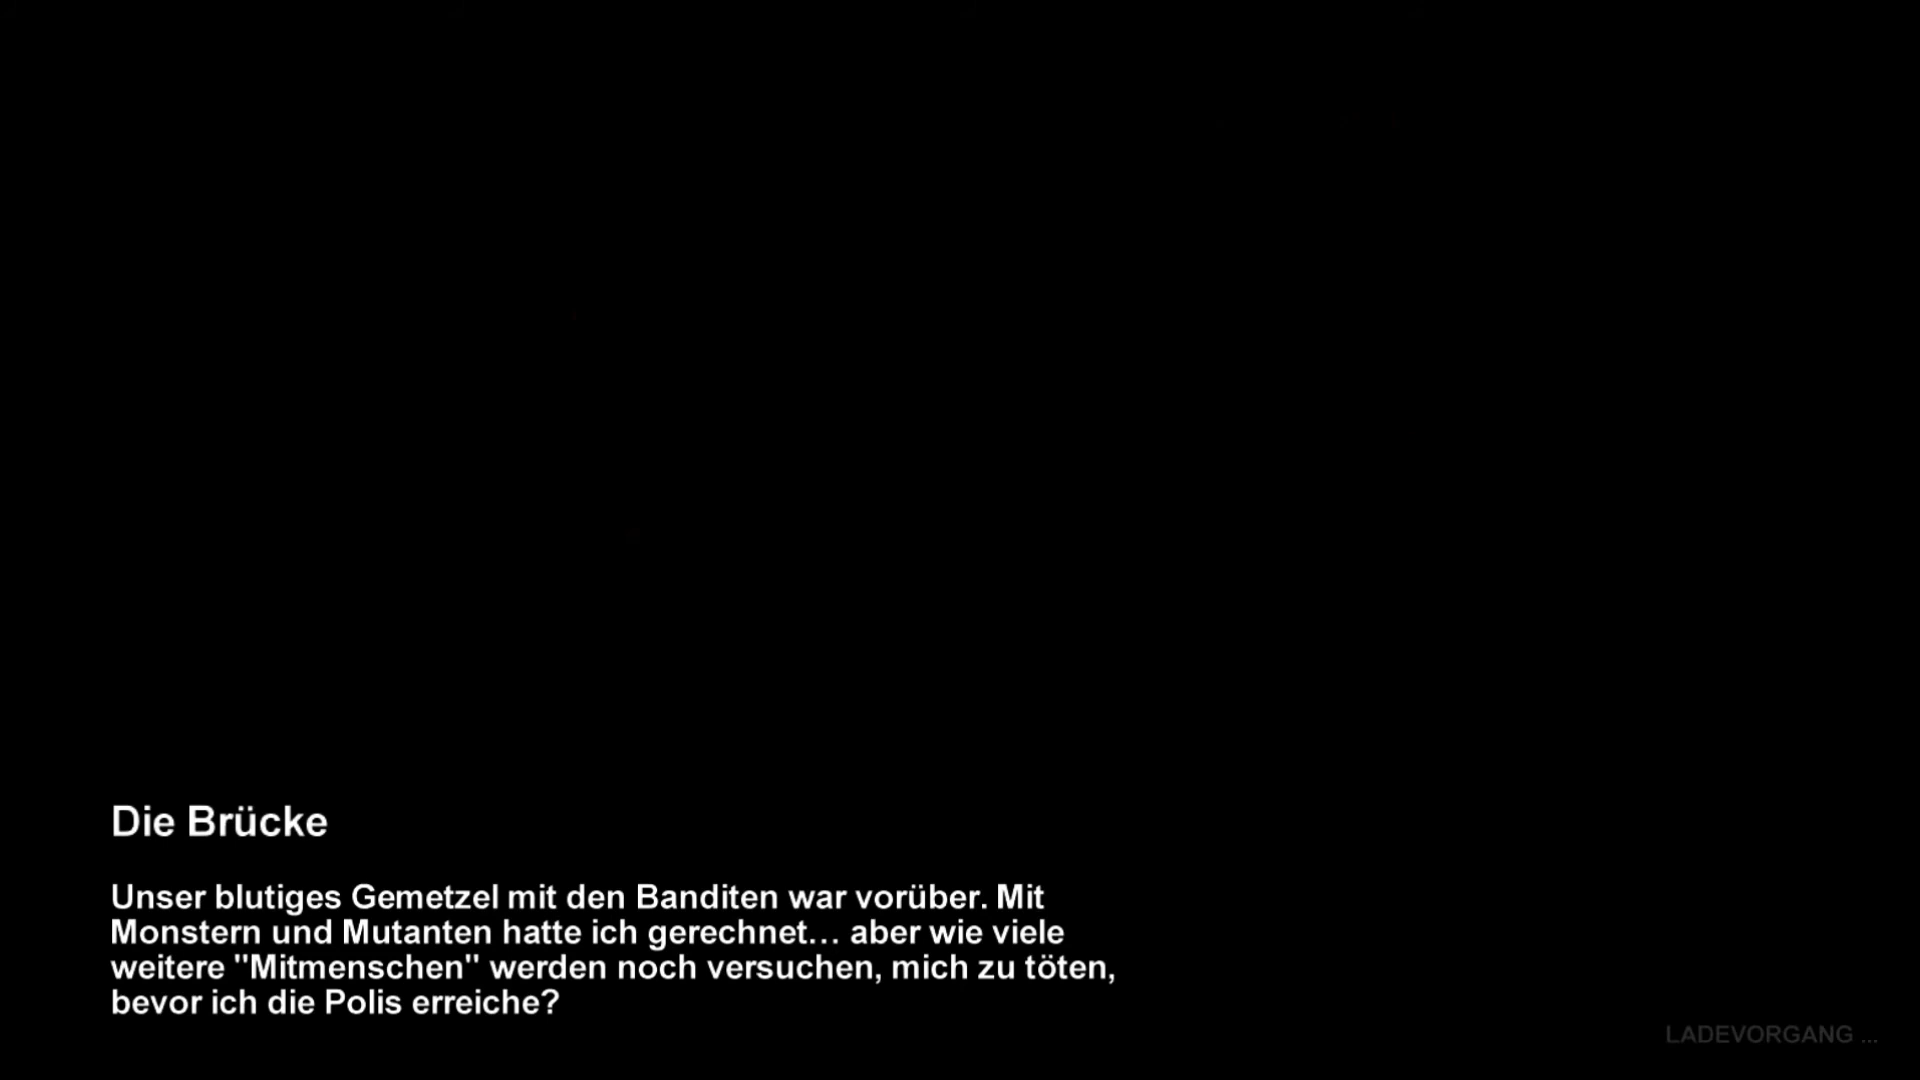 Die Brücke
Unser blutiges Gemetzel mit den Banditen war vorüber. Mit
Monstern und Mutanten hatte ich gerechnet... aber wie viele
weitere "Mitmenschen" werden noch versuchen, mich zu töten,
bevor ich die Polis erreiche?
LADEVORGANG ...